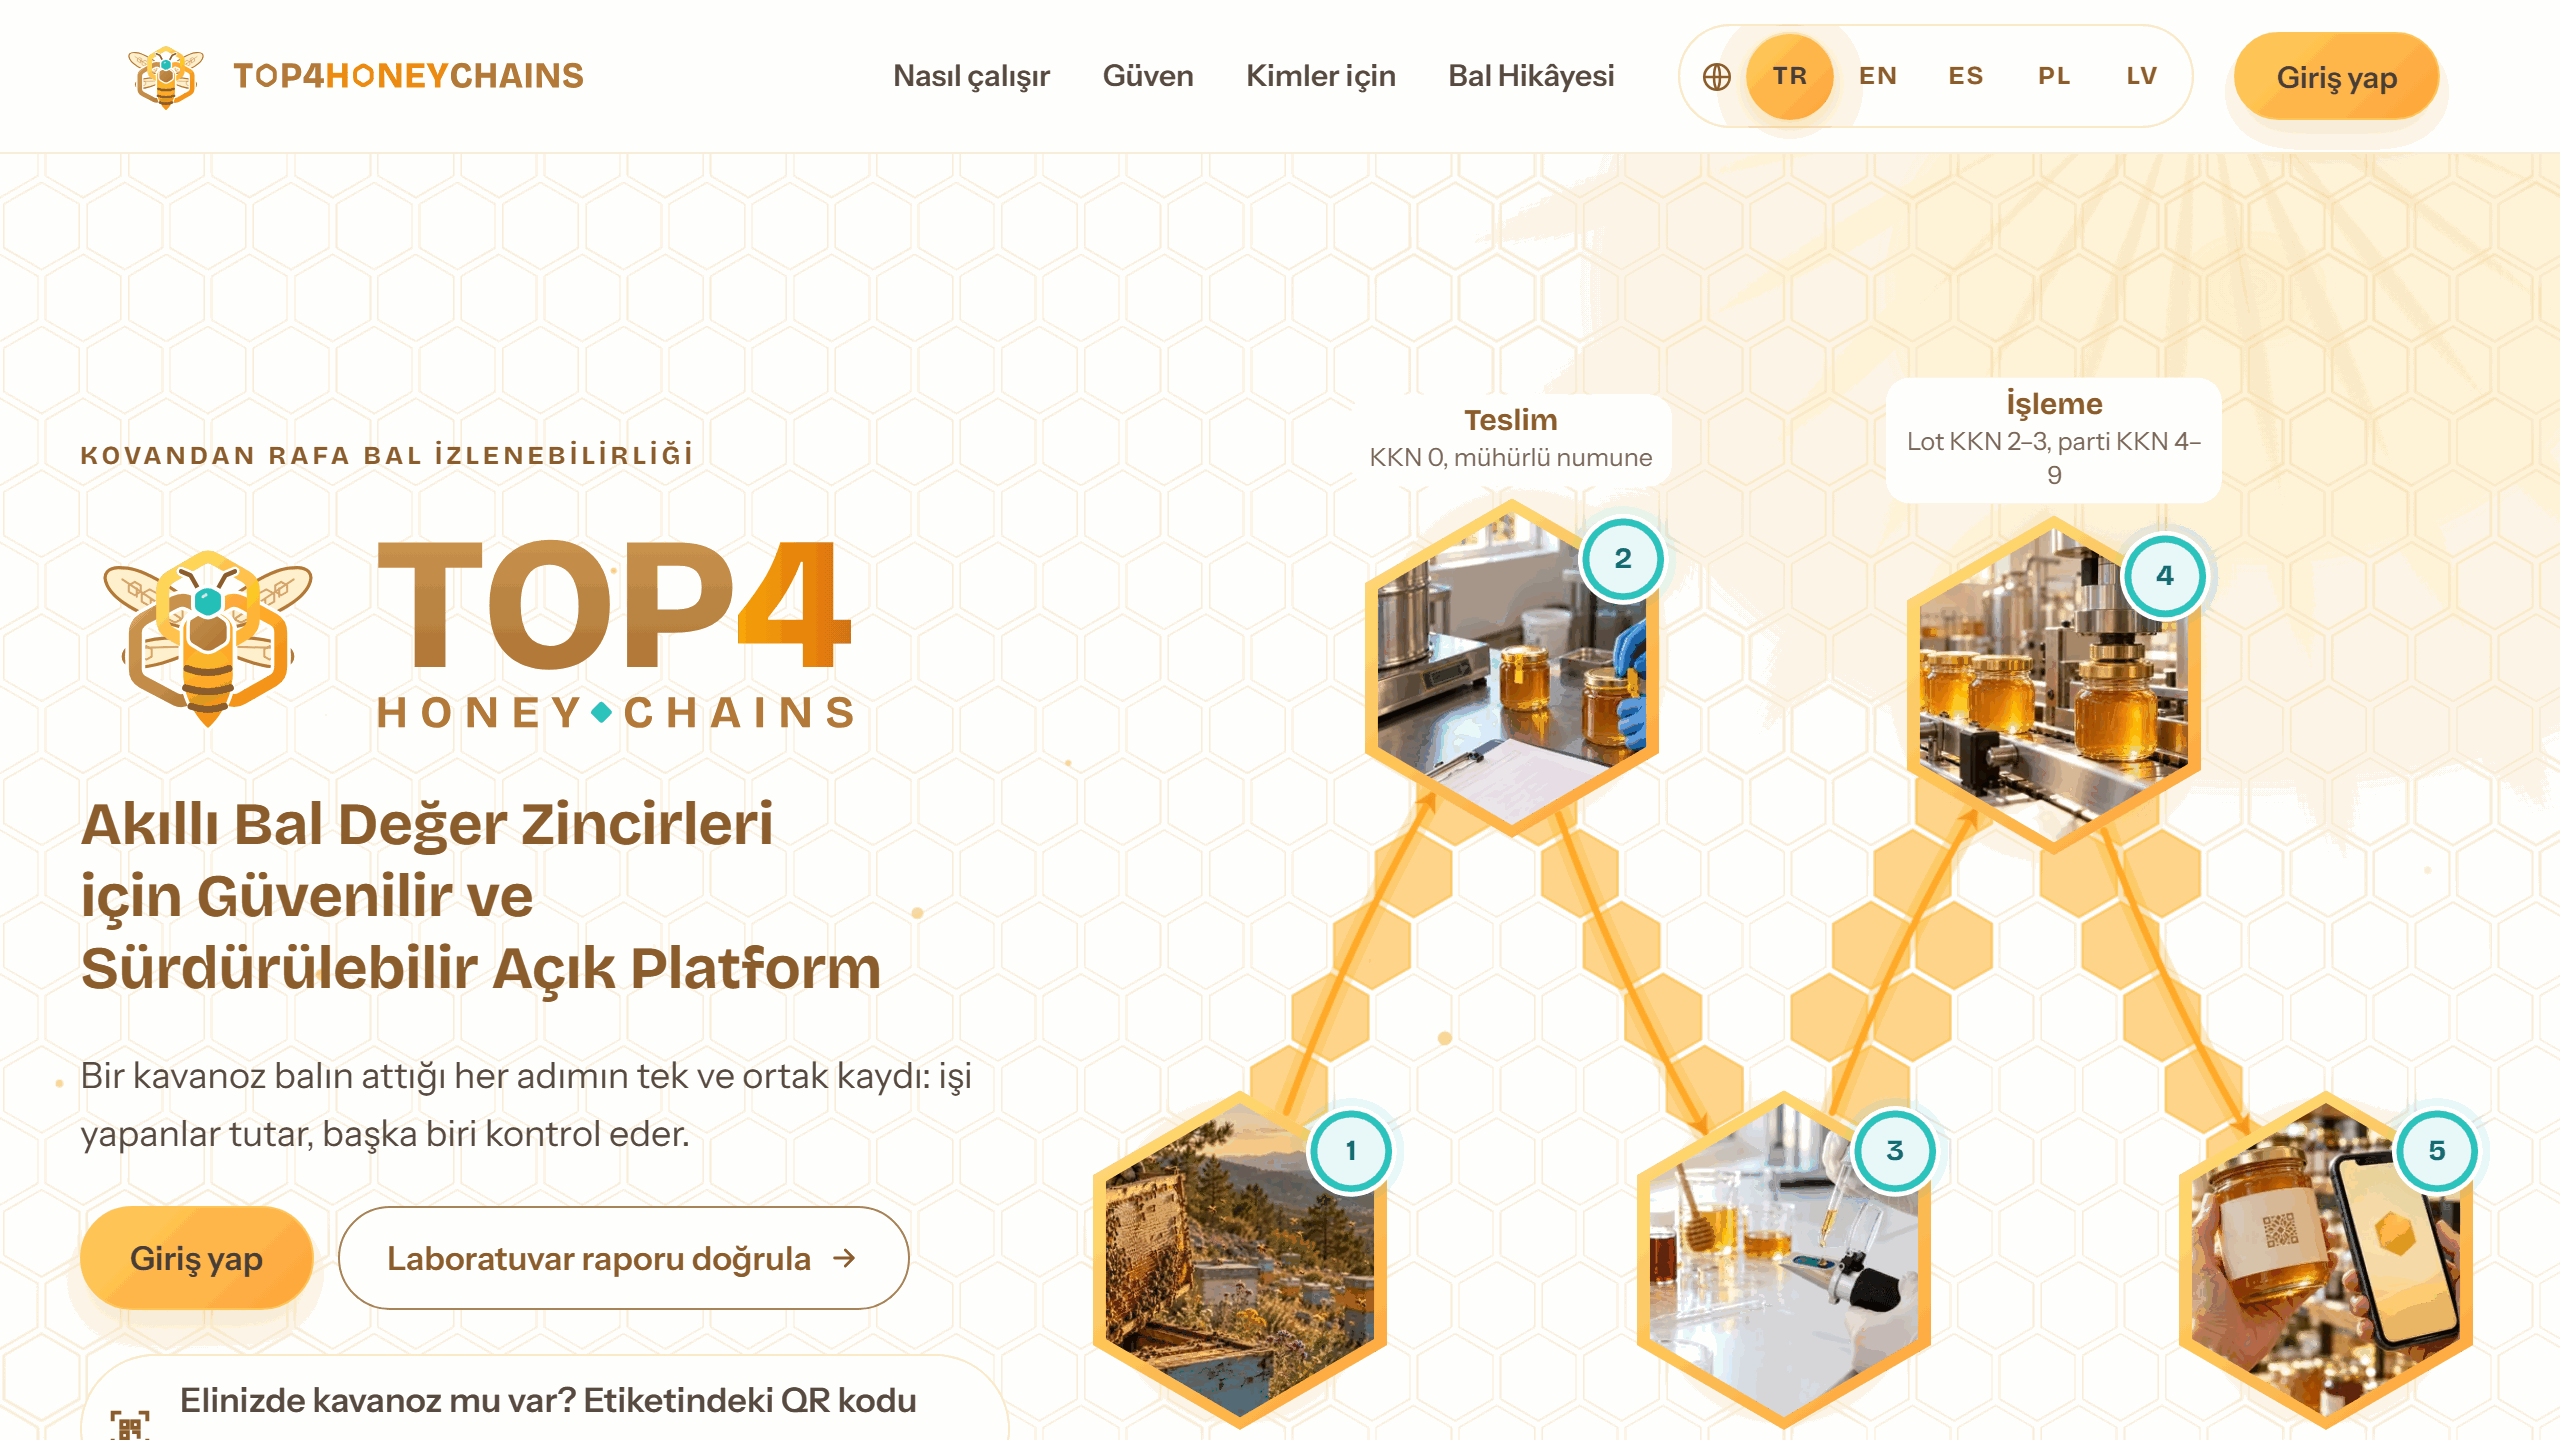 TOP4HONEYCHAINS
Nasıl çalışır
Güven
Kimler için
Bal Hikâyesi
TR
EN
ES
PL
LV
Giriş yap
KOVANDAN RAFA BAL İZLENEBİLİRLİĞİ
TOP4
HONEY CHAINS
Akıllı Bal Değer Zincirleri
için Güvenilir ve
Sürdürülebilir Açık Platform
Bir kavanoz balın attığı her adımın tek ve ortak kaydı: işi
yapanlar tutar, başka biri kontrol eder.
Giriş yap
Laboratuvar raporu doğrula →
Elinizde kavanoz mu var? Etiketindeki QR kodu
Teslim
KKN 0, mühürlü numune
2
İşleme
Lot KKN 2–3, parti KKN 4–
9
4
1
3
5